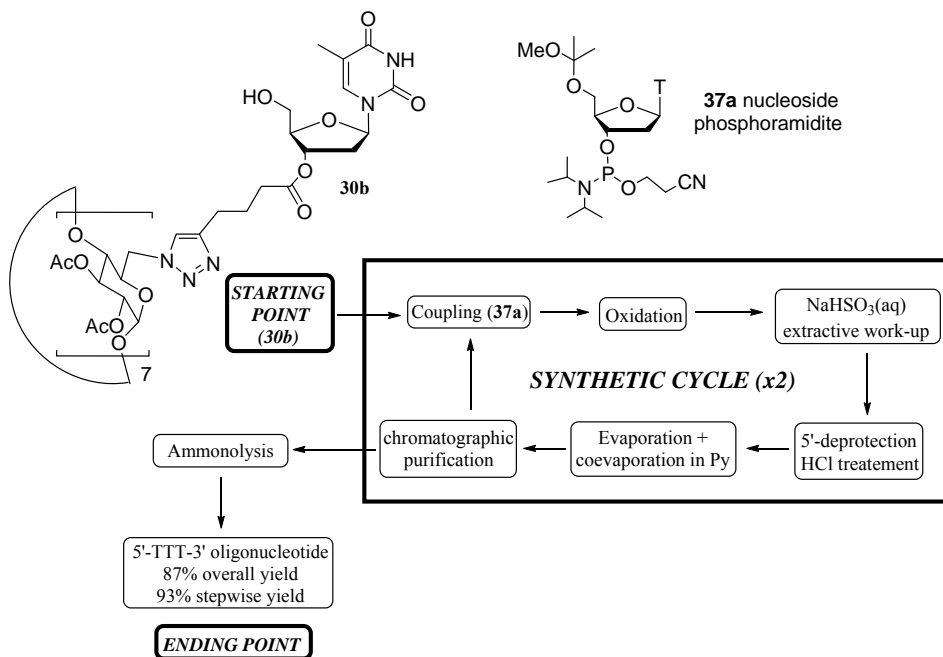 30b
O
NH
N
O
HO
O
O
O
N
N
N
O
AcO
O
AcO
O
7
MeO
O
O
T
O
P
N
O
CN
37a nucleoside
phosphoramidite
30b
STARTING
POINT
(30b)
Coupling (37a)
Oxidation
NaHSO3(aq)
extractive work-up
SYNTHETIC CYCLE (x2)
Ammonolysis
chromatographic
purification
Evaporation +
coevaporation in Py
5'-deprotection
HCl treatement
5'-TTT-3' oligonucleotide
87% overall yield
93% stepwise yield
ENDING POINT